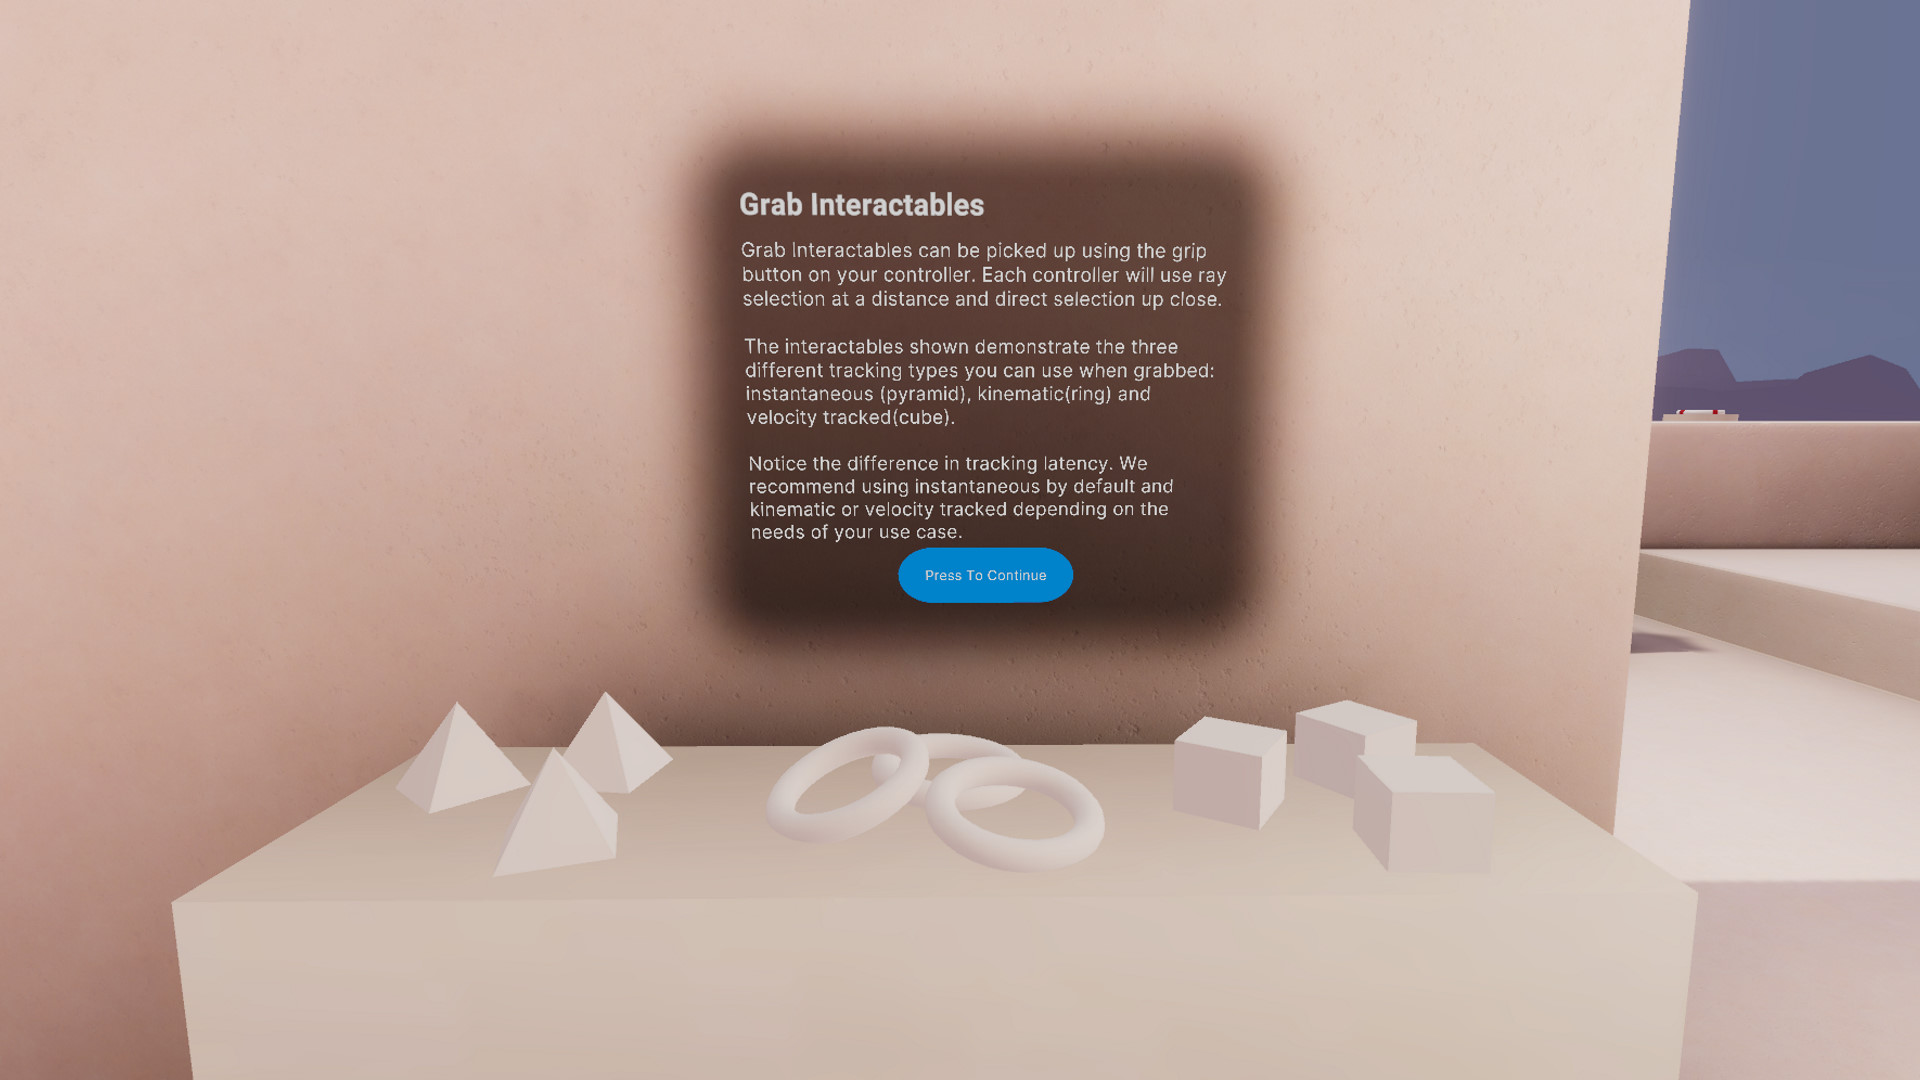 Grab Interactables
Grab Interactables can be picked up using the grip
button on your controller. Each controller will use ray
selection at a distance and direct selection up close.
The interactables shown demonstrate the three
different tracking types you can use when grabbed:
instantaneous (pyramid), kinematic(ring) and
velocity tracked(cube).
Notice the difference in tracking latency. We
recommend using instantaneous by default and
kinematic or velocity tracked depending on the
needs of your use case.
Press To Continue